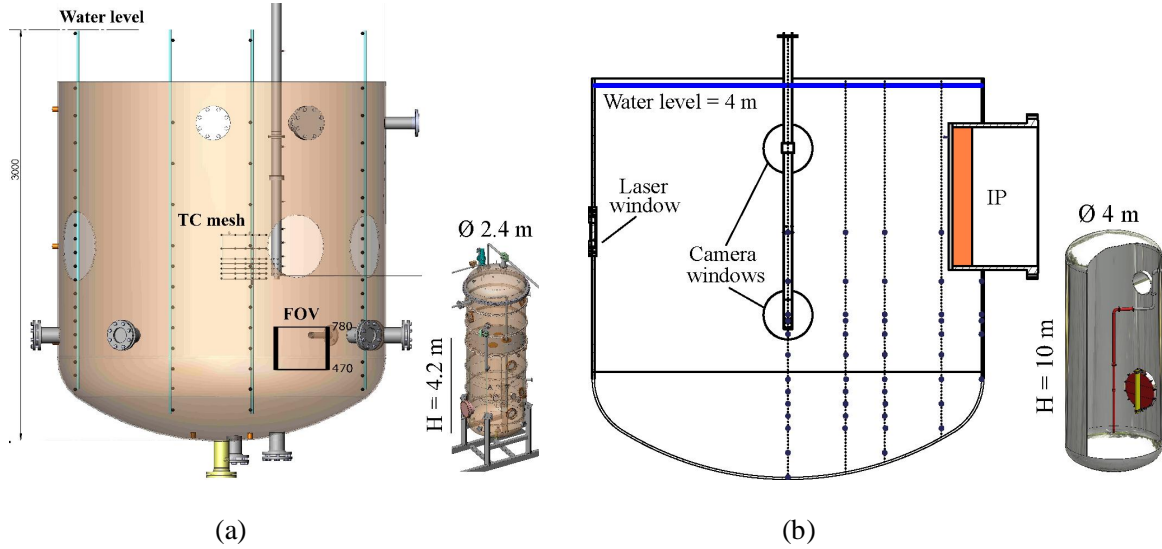 Water level
3000
TC mesh
FOV
780
470
Ø 2.4 m
H = 4.2 m
(a)
Water level = 4 m
Laser
window
Camera
windows
IP
Ø 4 m
H = 10 m
(b)